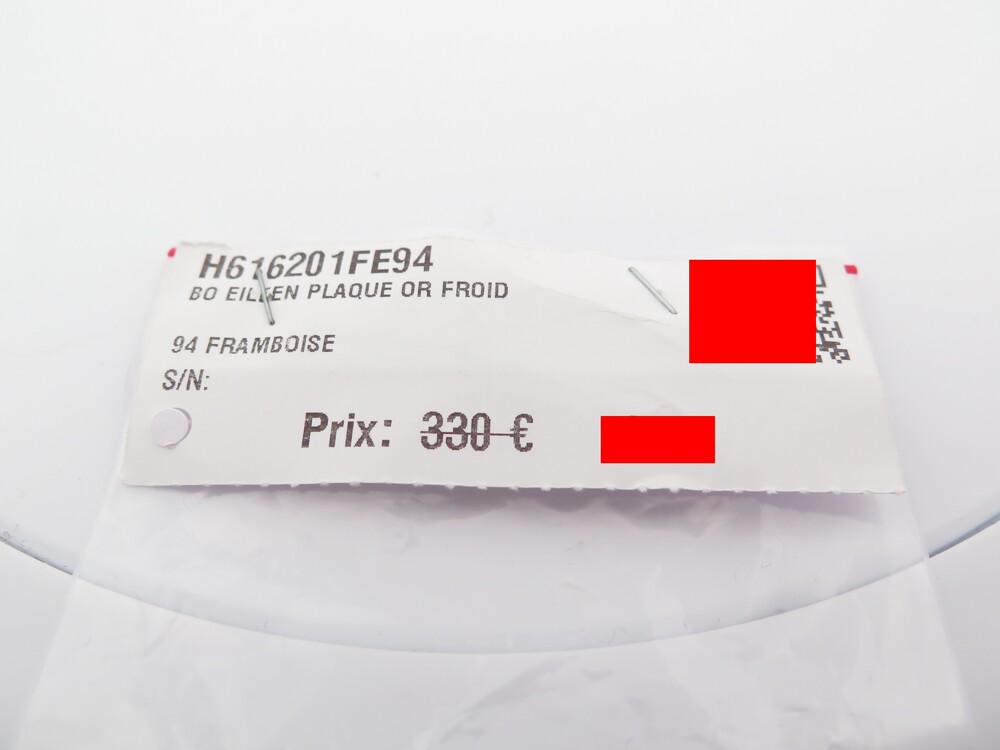 H616201FE94
BO EILEEN PLAQUE OR FROID
94 FRAMBOISE
S/N:
Prix: 330 €